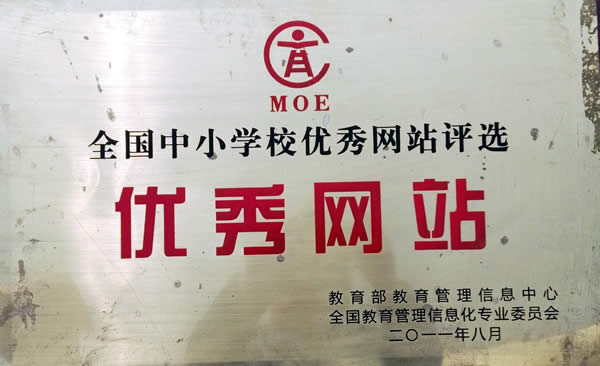 MOE
全国中小学校优秀网站评选
优秀网站
教育部教育管理信息中心
全国教育管理信息化专业委员会
二〇一一年八月